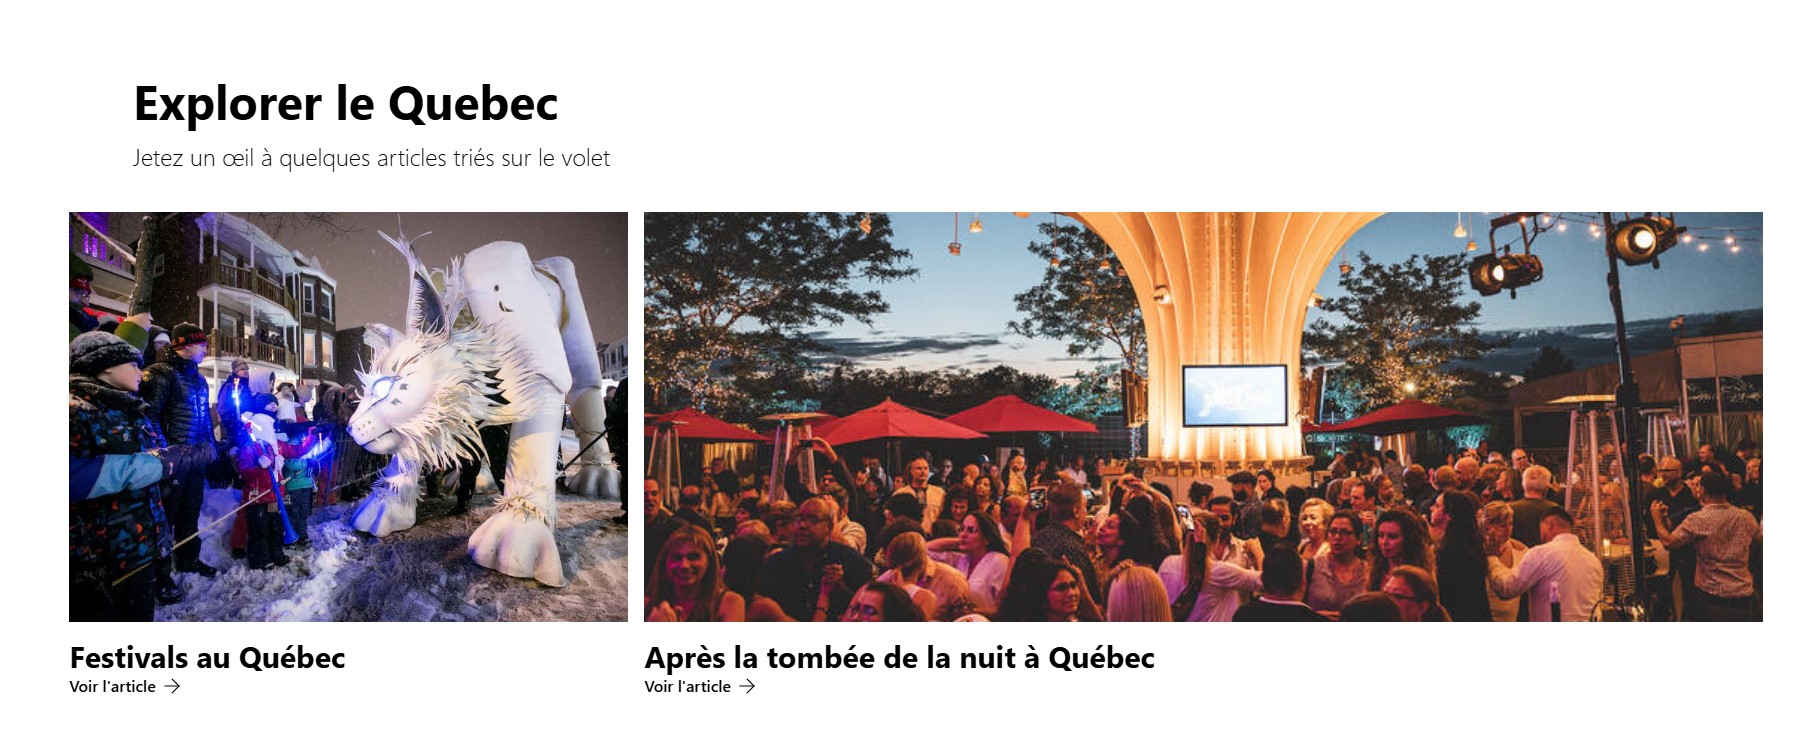 Explorer le Quebec
Jetez un œil à quelques articles triés sur le volet
Festivals au Québec
Voir l'article
Après la tombée de la nuit à Québec
Voir l'article